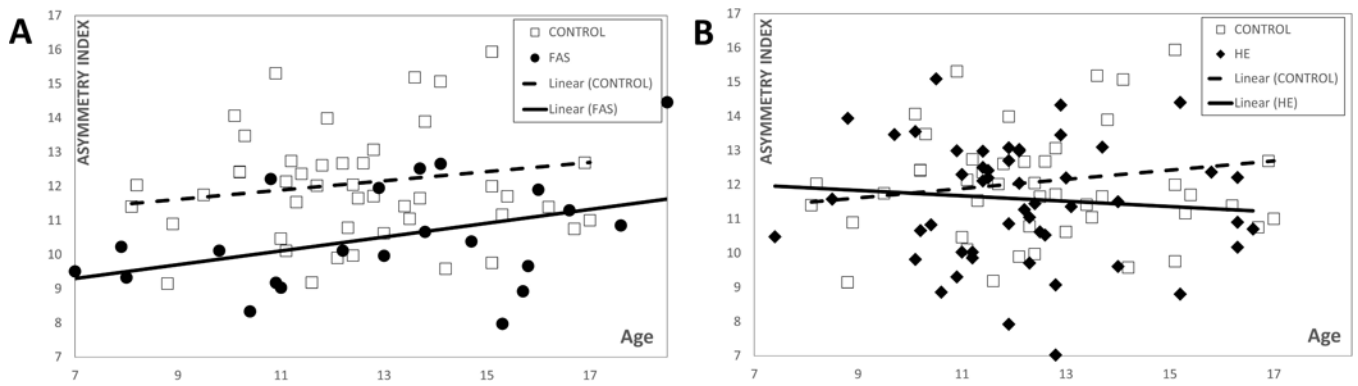 A
ASYMMETRY INDEX
17
16
15
14
13
12
11
10
9
8
7
CONTROL
FAS
Linear (CONTROL)
Linear (FAS)
Age
7
9
11
13
15
17
B
ASYMMETRY INDEX
17
16
15
14
13
12
11
10
9
8
7
CONTROL
HE
Linear (CONTROL)
Linear (HE)
Age
7
9
11
13
15
17